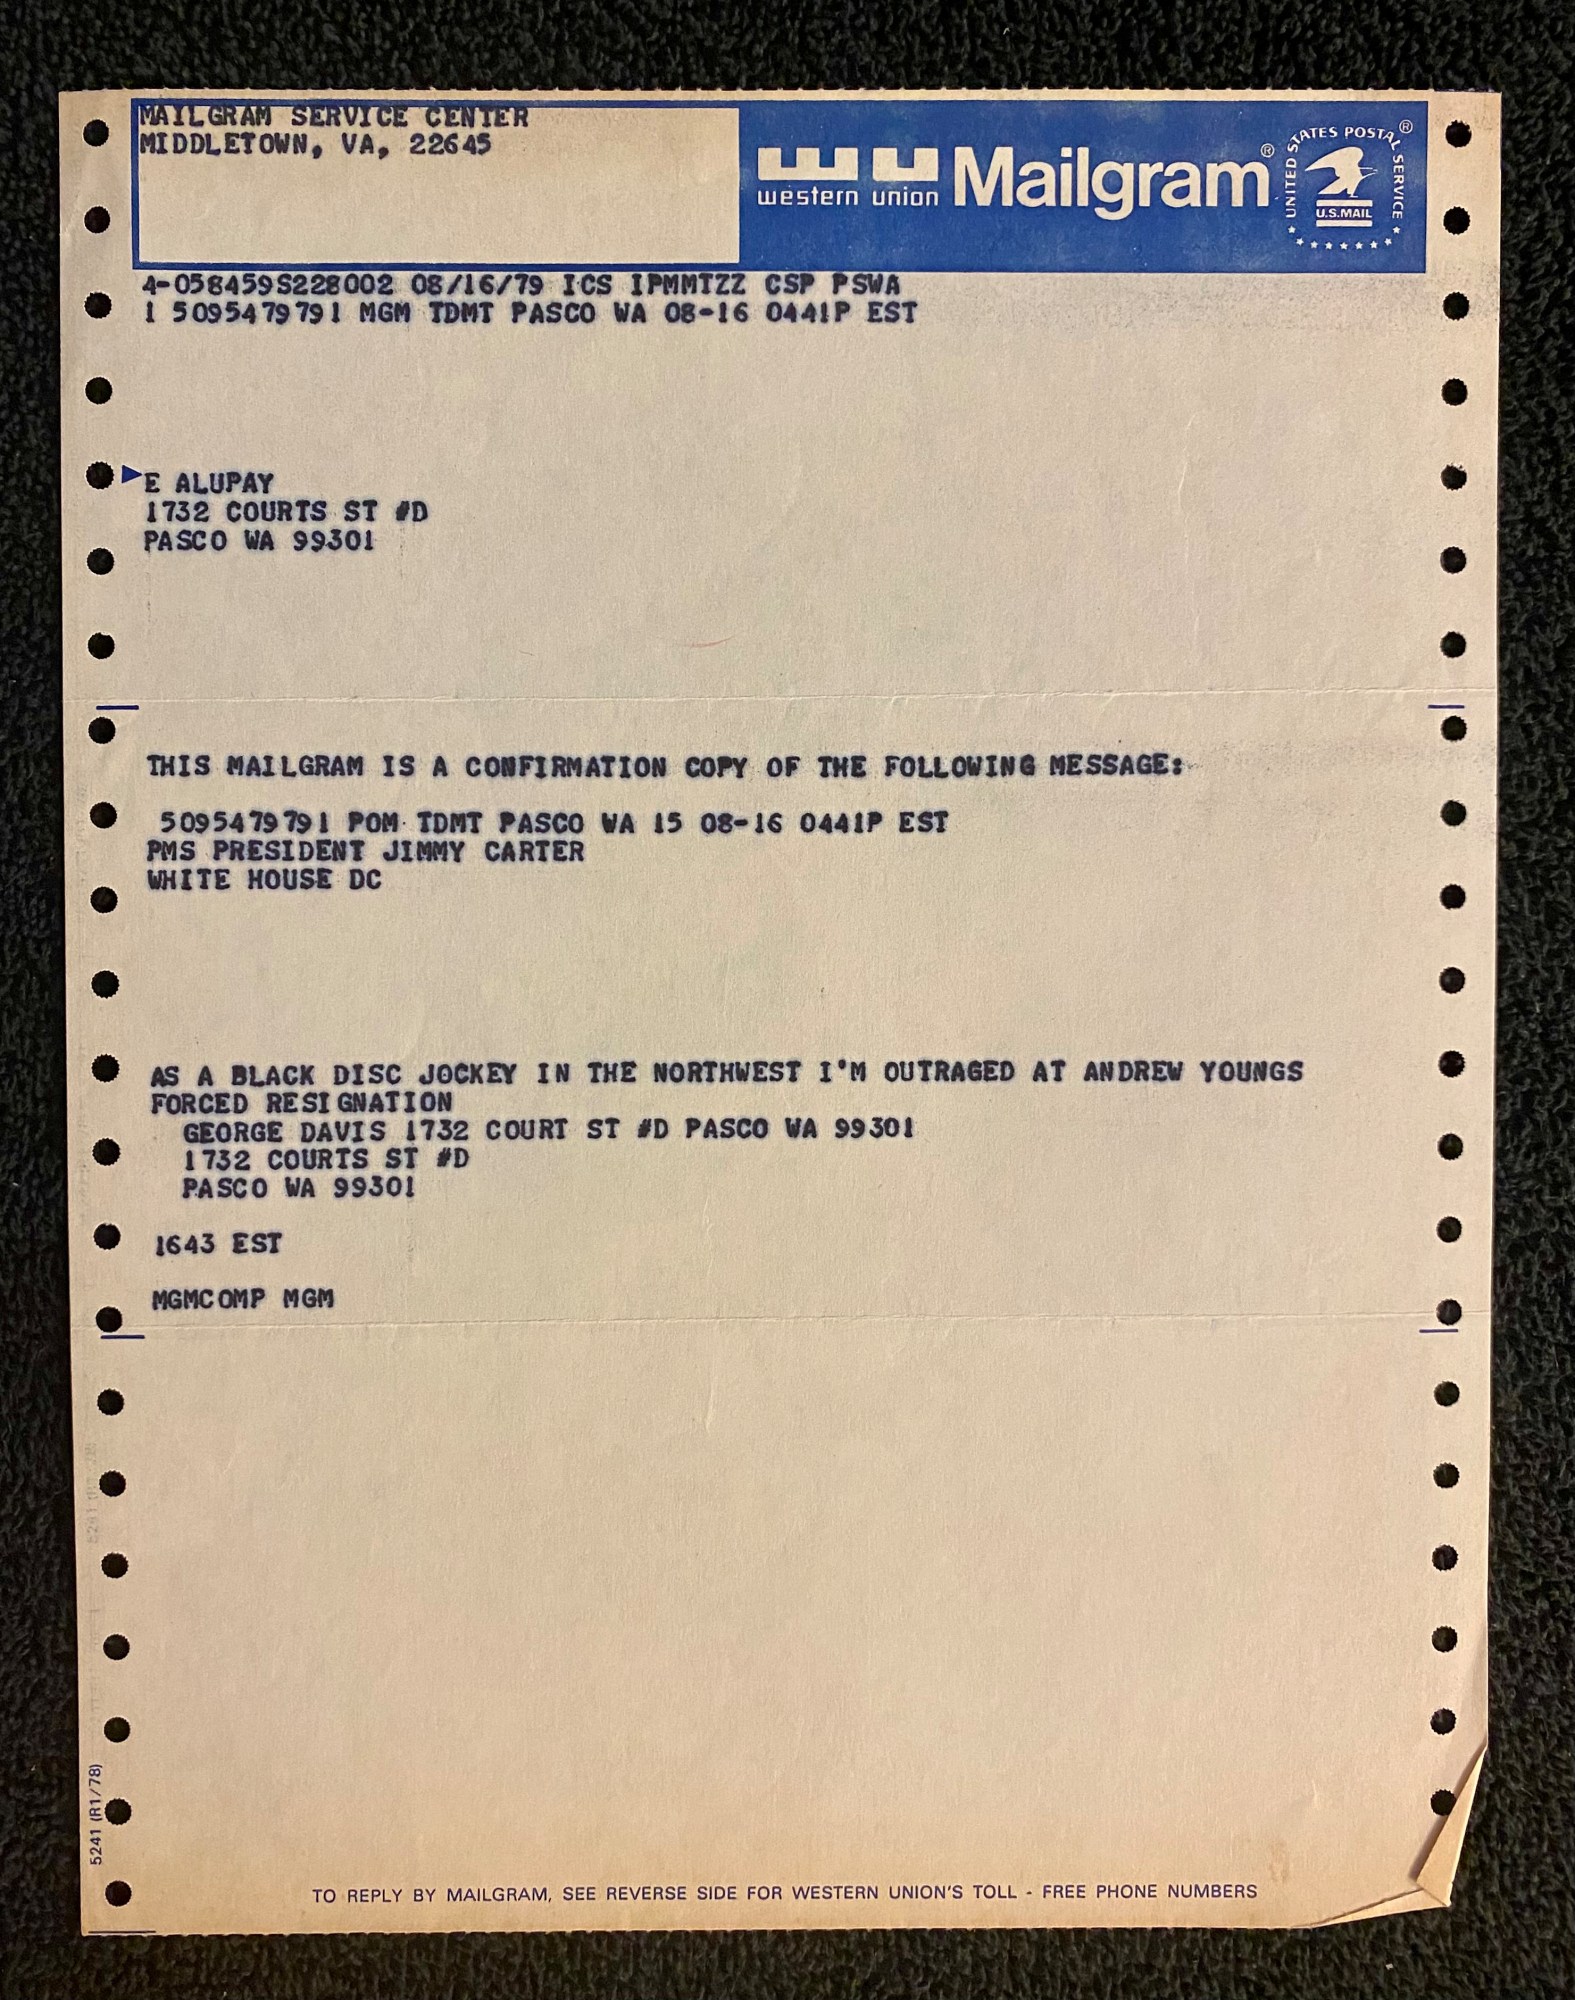 MAILGRAM SERVICE CENTER
MIDDLETOWN, VA, 22645
western union Mailgram®
UNITED STATES POSTAL SERVICE ®
U.S.MAIL
4-058459S228002 08/16/79 ICS IPMMTZZ CSP PSWA
1 5095479791 MGM TDMT PASCO WA 08-16 0441P EST
E ALUPAY
1732 COURTS ST #D
PASCO WA 99301
THIS MAILGRAM IS A CONFIRMATION COPY OF THE FOLLOWING MESSAGE:
5095479791 POM TDMT PASCO WA 15 08-16 0441P EST
PMS PRESIDENT JIMMY CARTER
WHITE HOUSE DC
AS A BLACK DISC JOCKEY IN THE NORTHWEST I'M OUTRAGED AT ANDREW YOUNGS
FORCED RESIGNATION
GEORGE DAVIS 1732 COURT ST #D PASCO WA 99301
1732 COURTS ST #D
PASCO WA 99301
1643 EST
MGMCOMP MGM
5241 (R1/78)
TO REPLY BY MAILGRAM, SEE REVERSE SIDE FOR WESTERN UNION'S TOLL - FREE PHONE NUMBERS